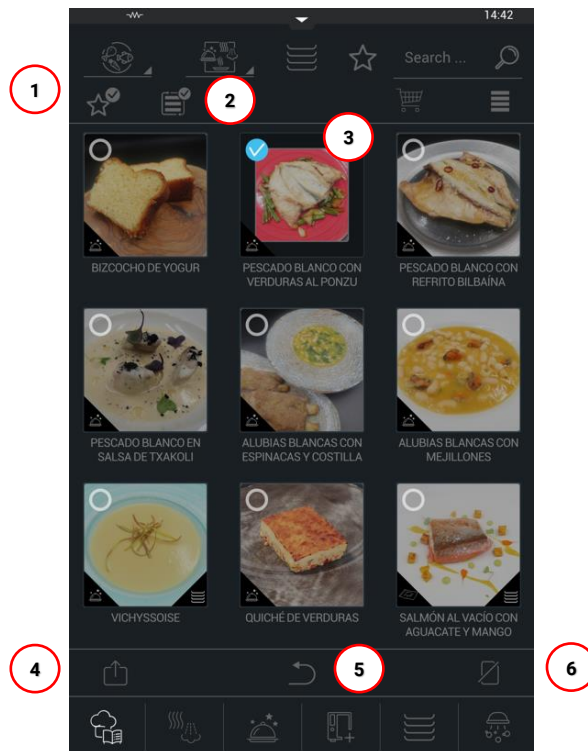 14:42
Search ...
1
2
3
BIZCOCHO DE YOGUR
PESCADO BLANCO CON
VERDURAS AL PONZU
PESCADO BLANCO CON
REFRITO BILBAÍNA
PESCADO BLANCO EN
SALSA DE TXAKOLI
ALUBIAS BLANCAS CON
ESPINACAS Y COSTILLA
ALUBIAS BLANCAS CON
MEJILLONES
VICHYSSOISE
QUICHÉ DE VERDURAS
SALMÓN AL VACÍO CON
AGUACATE Y MANGO
4
5
6